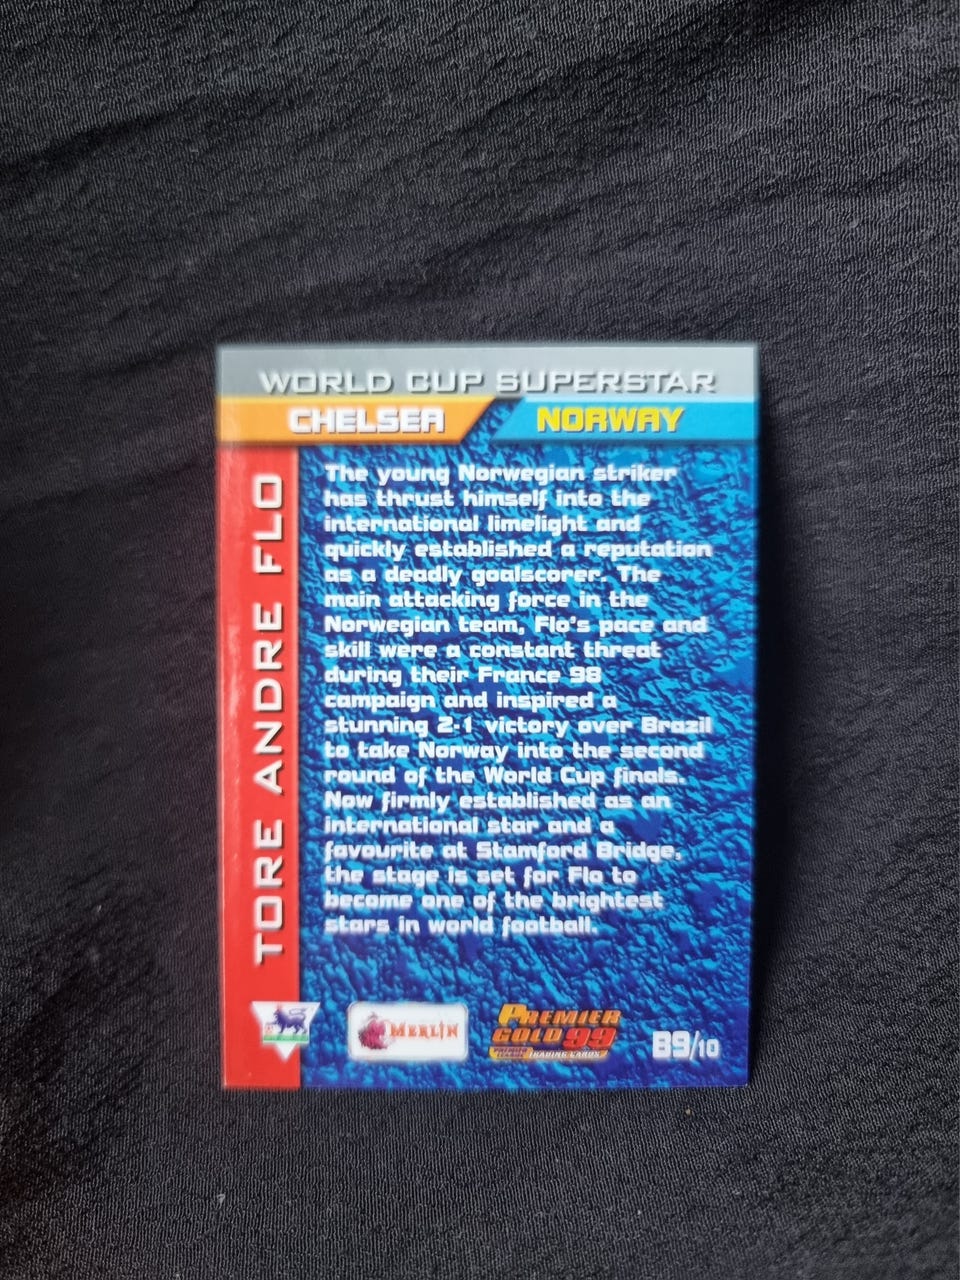 WORLD CUP SUPERSTAR
CHELSEA
NORWAY
TORE ANDRE FLO
The young Norwegian striker
has thrust himself into the
international limelight and
quickly established a reputation
as a deadly goalscorer. The
main attacking force in the
Norwegian team, Flo's pace and
skill were a constant threat
during their France 98
campaign and inspired a
stunning 2-1 victory over Brazil
to take Norway into the second
round of the World Cup finals.
Now firmly established as an
international star and a
favourite at Stamford Bridge,
the stage is set for Flo to
become one of the brightest
stars in world football.
MERLIN
PREMIER
GOLD 99
PREMIER
LEAGUE
TRADING CARDS
B9/10